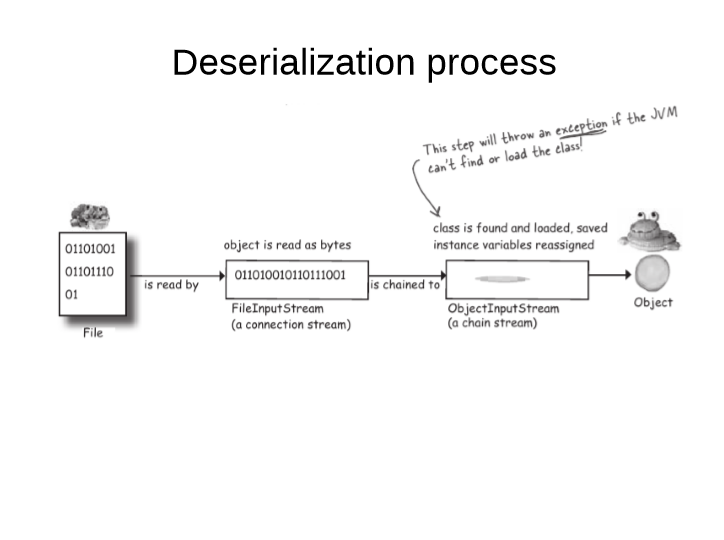 Deserialization process
This step will throw an exception if the JVM
can't find or load the class!
class is found and loaded, saved
instance variables reassigned
object is read as bytes
01101001
01101110
01
is read by
011010010110111001
is chained to
File
FileInputStream
(a connection stream)
ObjectInputStream
(a chain stream)
Object